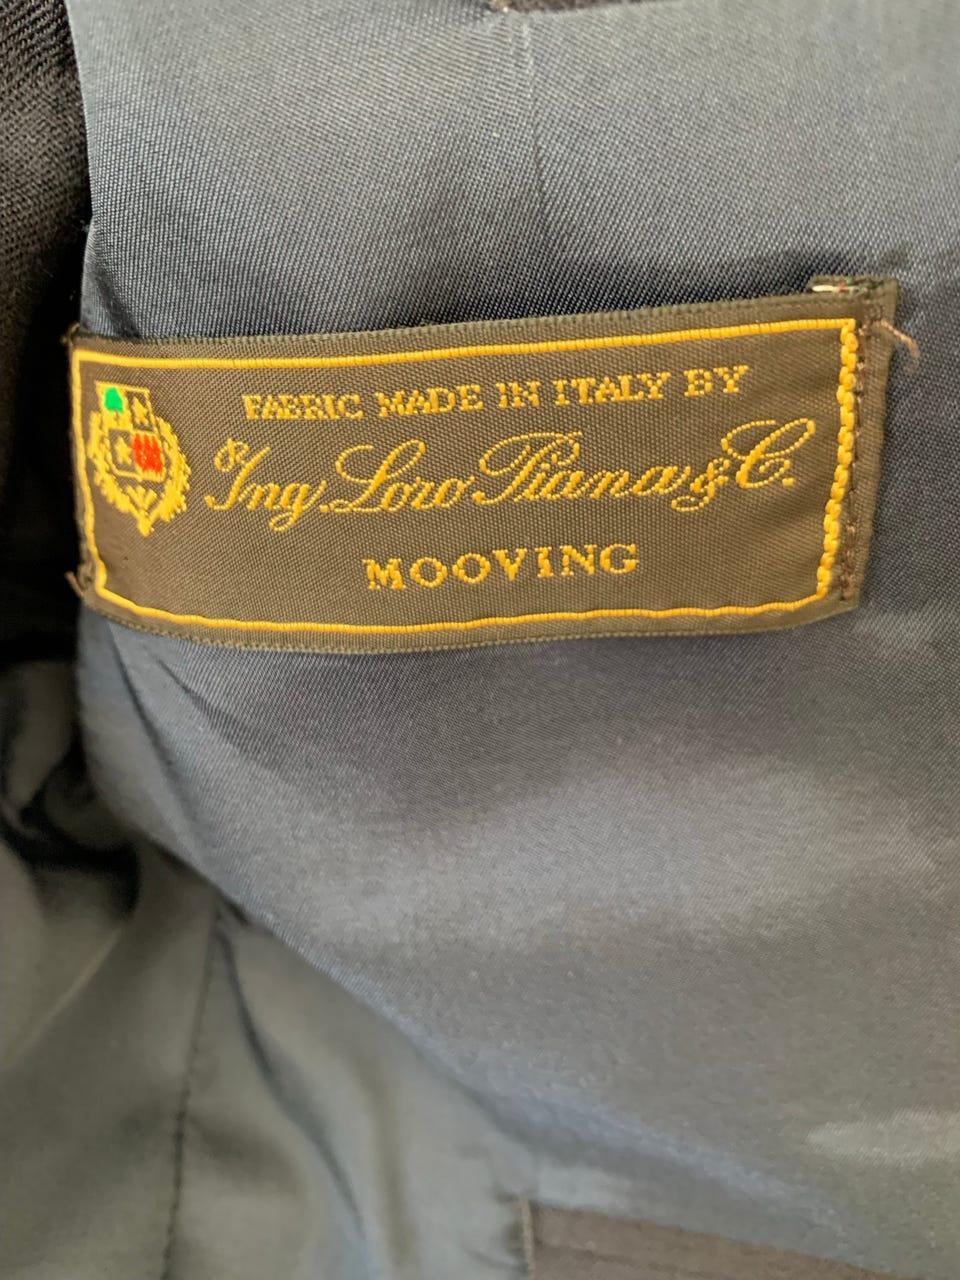 FABRIC MADE IN ITALY BY
Ing. Loro Piana & C.
MOOVING